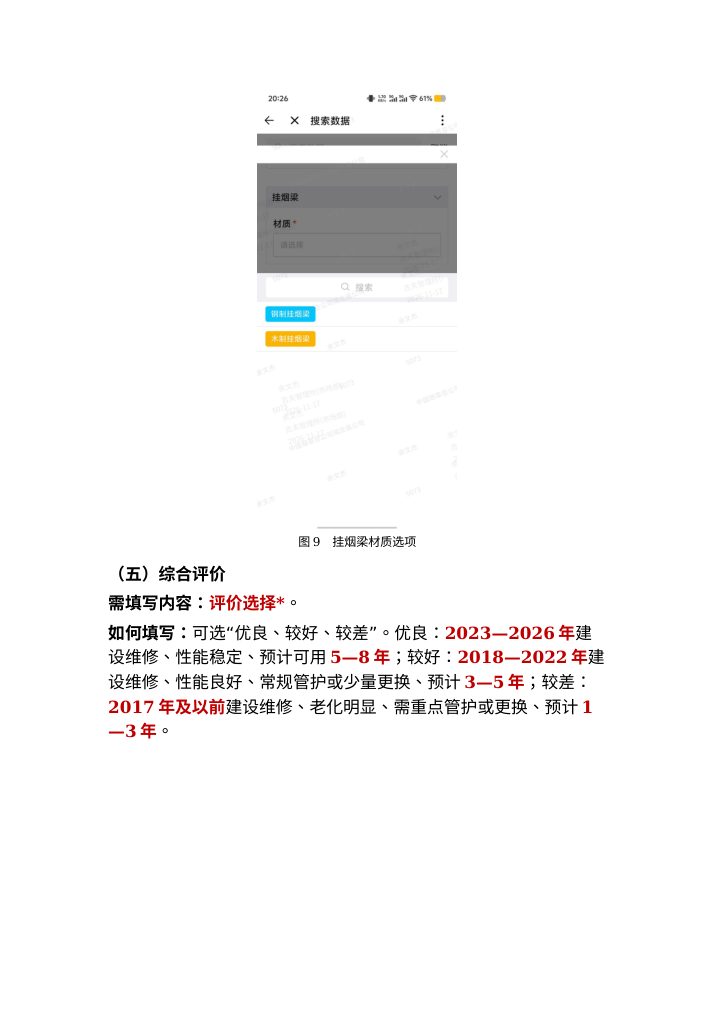 20:26
61%
搜索数据
挂烟梁
材质*
请选择
搜索
钢制挂烟梁
木制挂烟梁
图 9　挂烟梁材质选项
（五）综合评价
需填写内容：评价选择*。
如何填写：可选“优良、较好、较差”。优良：2023—2026 年建
设维修、性能稳定、预计可用 5—8 年；较好：2018—2022 年建
设维修、性能良好、常规管护或少量更换、预计 3—5 年；较差：
2017 年及以前建设维修、老化明显、需重点管护或更换、预计 1
—3 年。